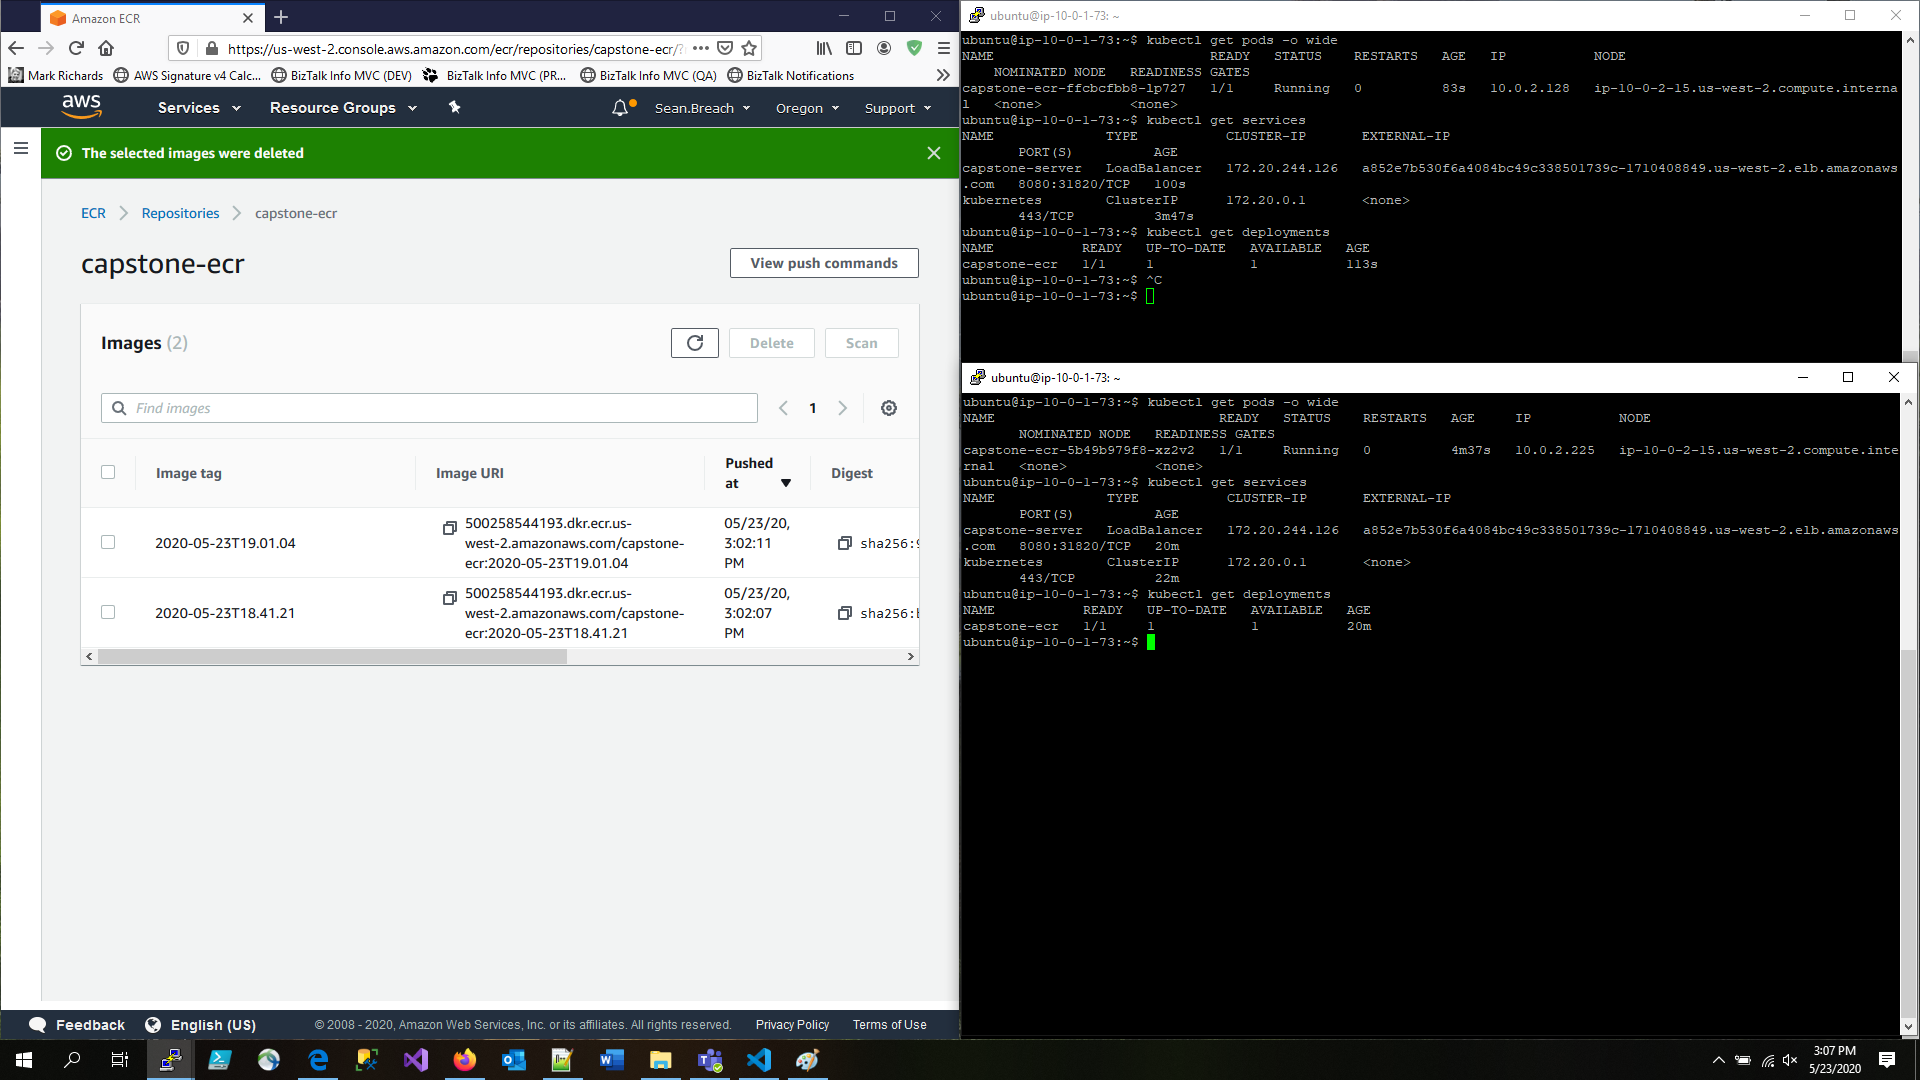 Amazon ECR
https://us-west-2.console.aws.amazon.com/ecr/repositories/capstone-ecr/?
Mark Richards
AWS Signature v4 Calc...
BizTalk Info MVC (DEV)
BizTalk Info MVC (PR...
BizTalk Info MVC (QA)
BizTalk Notifications
aws
Services
Resource Groups
Sean.Breach
Oregon
Support
The selected images were deleted
ECR
Repositories
capstone-ecr
capstone-ecr
View push commands
Images (2)
Delete
Scan
Find images
1
Image tag
Image URI
Pushed
at
Digest
2020-05-23T19.01.04
500258544193.dkr.ecr.us-
west-2.amazonaws.com/capstone-
ecr:2020-05-23T19.01.04
05/23/20,
3:02:11
PM
sha256:9
2020-05-23T18.41.21
500258544193.dkr.ecr.us-
west-2.amazonaws.com/capstone-
ecr:2020-05-23T18.41.21
05/23/20,
3:02:07
PM
sha256:
Feedback
English (US)
© 2008 - 2020, Amazon Web Services, Inc. or its affiliates. All rights reserved.
Privacy Policy
Terms of Use
ubuntu@ip-10-0-1-73: ~
ubuntu@ip-10-0-1-73:~$ kubectl get pods -o wide
NAME READY STATUS RESTARTS AGE IP NODE
NOMINATED NODE READINESS GATES
capstone-ecr-ffcbcfbb8-lp727 1/1 Running 0 83s 10.0.2.128 ip-10-0-2-15.us-west-2.compute.interna
l <none> <none>
ubuntu@ip-10-0-1-73:~$ kubectl get services
NAME TYPE CLUSTER-IP EXTERNAL-IP
PORT(S) AGE
capstone-server LoadBalancer 172.20.244.126 a852e7b530f6a4084bc49c338501739c-1710408849.us-west-2.elb.amazonaws
.com 8080:31820/TCP 100s
kubernetes ClusterIP 172.20.0.1 <none>
443/TCP 3m47s
ubuntu@ip-10-0-1-73:~$ kubectl get deployments
NAME READY UP-TO-DATE AVAILABLE AGE
capstone-ecr 1/1 1 1 113s
ubuntu@ip-10-0-1-73:~$ ^C
ubuntu@ip-10-0-1-73:~$
ubuntu@ip-10-0-1-73: ~
ubuntu@ip-10-0-1-73:~$ kubectl get pods -o wide
NAME READY STATUS RESTARTS AGE IP NODE
NOMINATED NODE READINESS GATES
capstone-ecr-5b49b979f8-xz2v2 1/1 Running 0 4m37s 10.0.2.225 ip-10-0-2-15.us-west-2.compute.inte
rnal <none> <none>
ubuntu@ip-10-0-1-73:~$ kubectl get services
NAME TYPE CLUSTER-IP EXTERNAL-IP
PORT(S) AGE
capstone-server LoadBalancer 172.20.244.126 a852e7b530f6a4084bc49c338501739c-1710408849.us-west-2.elb.amazonaws
.com 8080:31820/TCP 20m
kubernetes ClusterIP 172.20.0.1 <none>
443/TCP 22m
ubuntu@ip-10-0-1-73:~$ kubectl get deployments
NAME READY UP-TO-DATE AVAILABLE AGE
capstone-ecr 1/1 1 1 20m
ubuntu@ip-10-0-1-73:~$
3:07 PM
5/23/2020